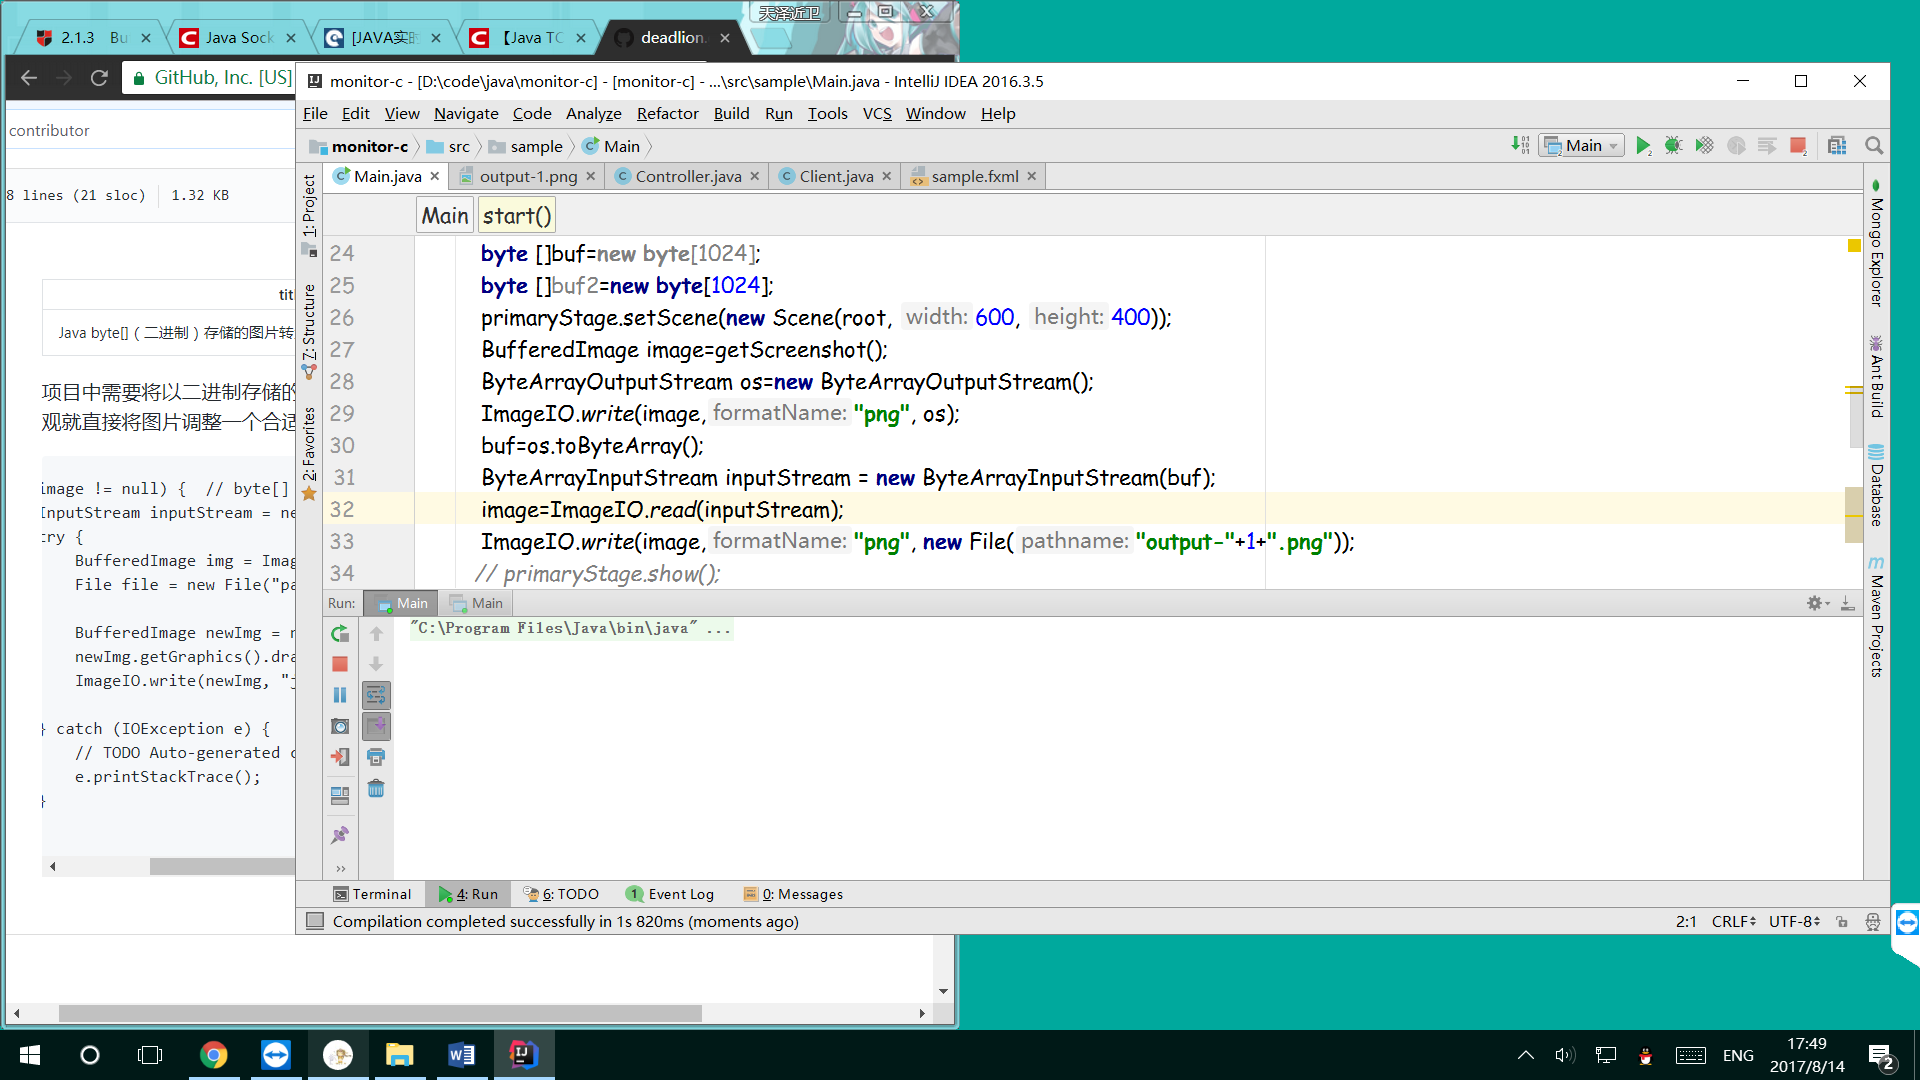 天泽近卫
2.1.3 Bu
Java Sock
[JAVA实时
【Java TC
deadlion.
GitHub, Inc. [US]
contributor
8 lines (21 sloc) 1.32 KB
titl
Java byte[] ( 二进制 ) 存储的图片转
项目中需要将以二进制存储的
观就直接将图片调整一个合适
image != null) { // byte[]
InputStream inputStream = ne
try {
BufferedImage img = Imag
File file = new File("pa
BufferedImage newImg = n
newImg.getGraphics().dra
ImageIO.write(newImg, "j
} catch (IOException e) {
// TODO Auto-generated c
e.printStackTrace();
}
monitor-c - [D:\code\java\monitor-c] - [monitor-c] - ...\src\sample\Main.java - IntelliJ IDEA 2016.3.5
File Edit View Navigate Code Analyze Refactor Build Run Tools VCS Window Help
monitor-c src sample Main
Main
Main.java output-1.png Controller.java Client.java sample.fxml
1: Project
7: Structure
2: Favorites
Main start()
24 byte []buf=new byte[1024];
25 byte []buf2=new byte[1024];
26 primaryStage.setScene(new Scene(root, width: 600, height: 400));
27 BufferedImage image=getScreenshot();
28 ByteArrayOutputStream os=new ByteArrayOutputStream();
29 ImageIO.write(image, formatName: "png", os);
30 buf=os.toByteArray();
31 ByteArrayInputStream inputStream = new ByteArrayInputStream(buf);
32 image=ImageIO.read(inputStream);
33 ImageIO.write(image, formatName: "png", new File( pathname: "output-"+1+".png"));
34 // primaryStage.show();
Mongo Explorer
Ant Build
Database
Maven Projects
Run: Main Main
"C:\Program Files\Java\bin\java" ...
Terminal 4: Run 6: TODO 1 Event Log 0: Messages
Compilation completed successfully in 1s 820ms (moments ago)
2:1 CRLF UTF-8
ENG
17:49
2017/8/14
2